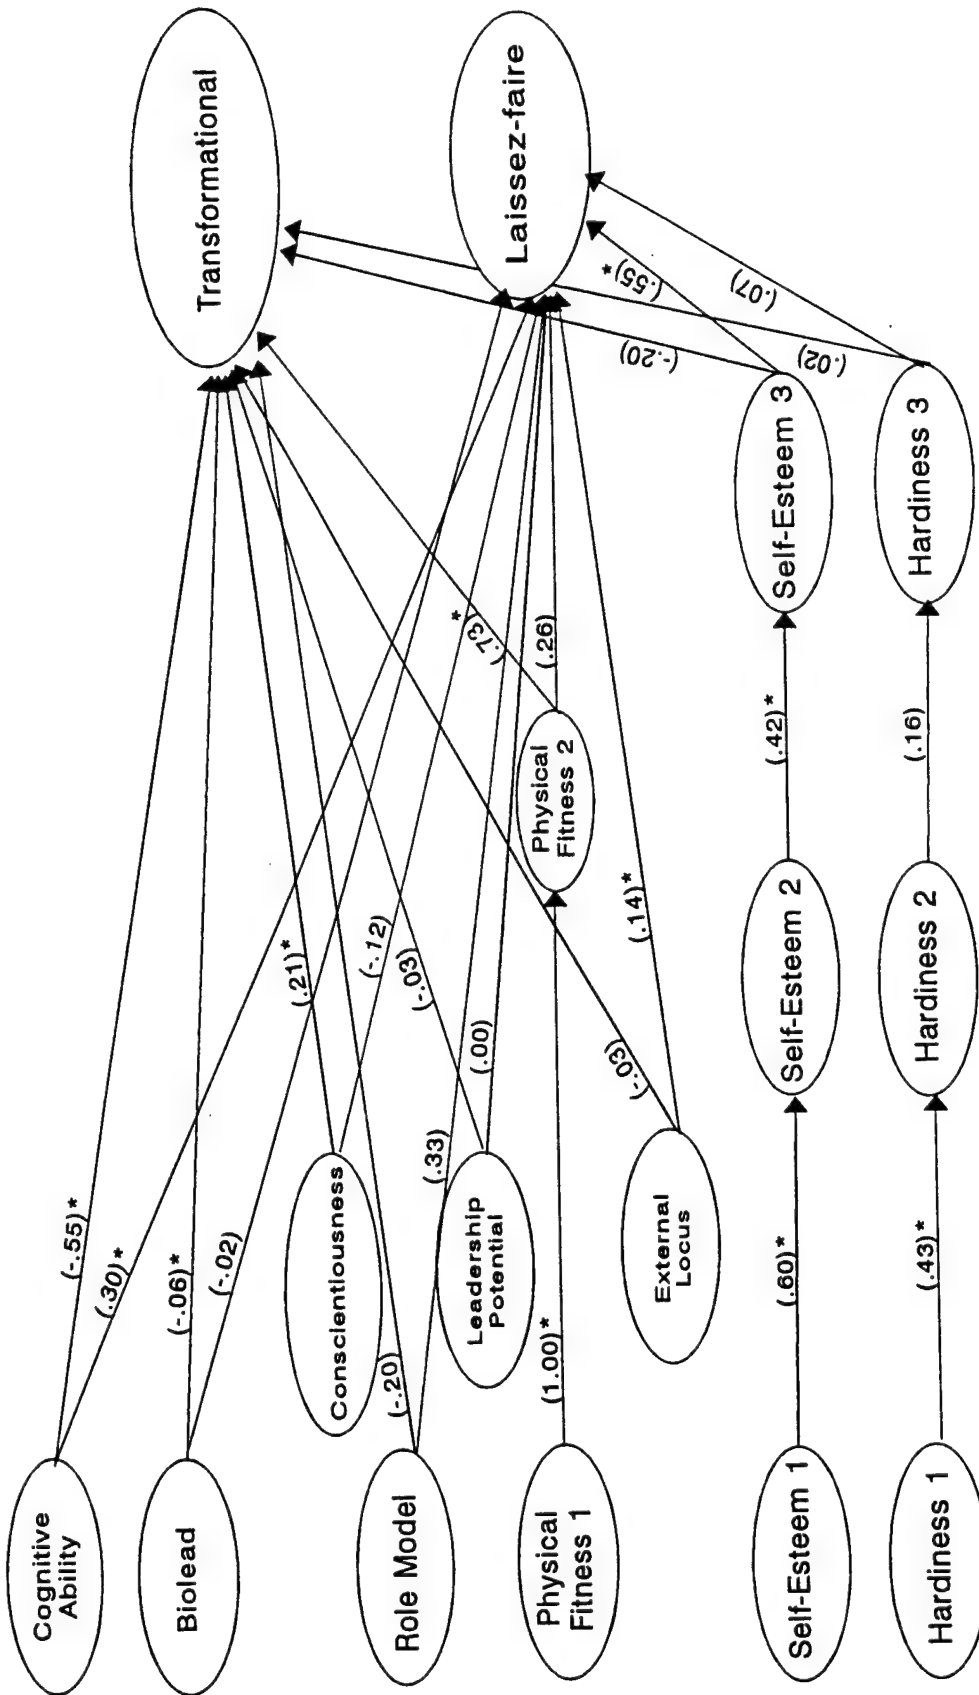 Cognitive
Ability
Biolead
Role Model
Physical
Fitness 1
Self-Esteem 1
Hardiness 1
Conscientiousness
Leadership
Potential
External
Locus
Physical
Fitness 2
Self-Esteem 2
Hardiness 2
Self-Esteem 3
Hardiness 3
Transformational
Laissez-faire
(-.55)*
(.30)*
(-.06)*
(-.02)
(.21)*
(-.12)
(-.20)
(.33)
(-.03)
(.00)
(1.00)*
(.73)*
(.26)
(-.03)
(.14)*
(.60)*
(.42)*
(-.20)
(.55)*
(.43)*
(.16)
(.02)
(.07)